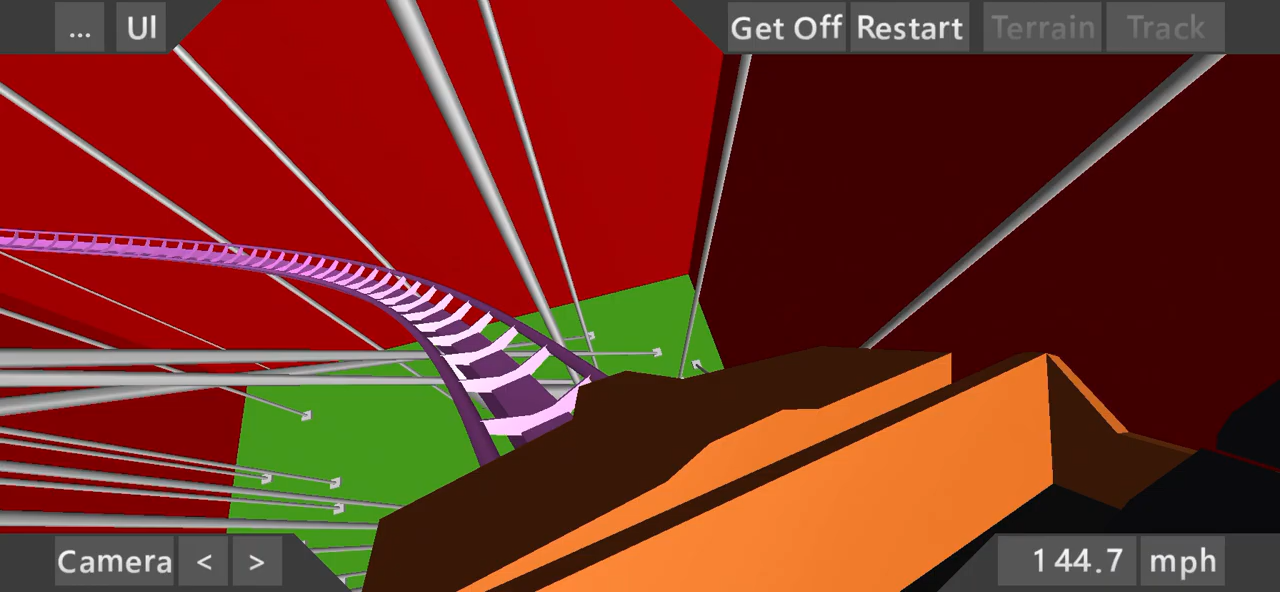 ... UI Get Off Restart Terrain Track
Camera < > 144.7 mph